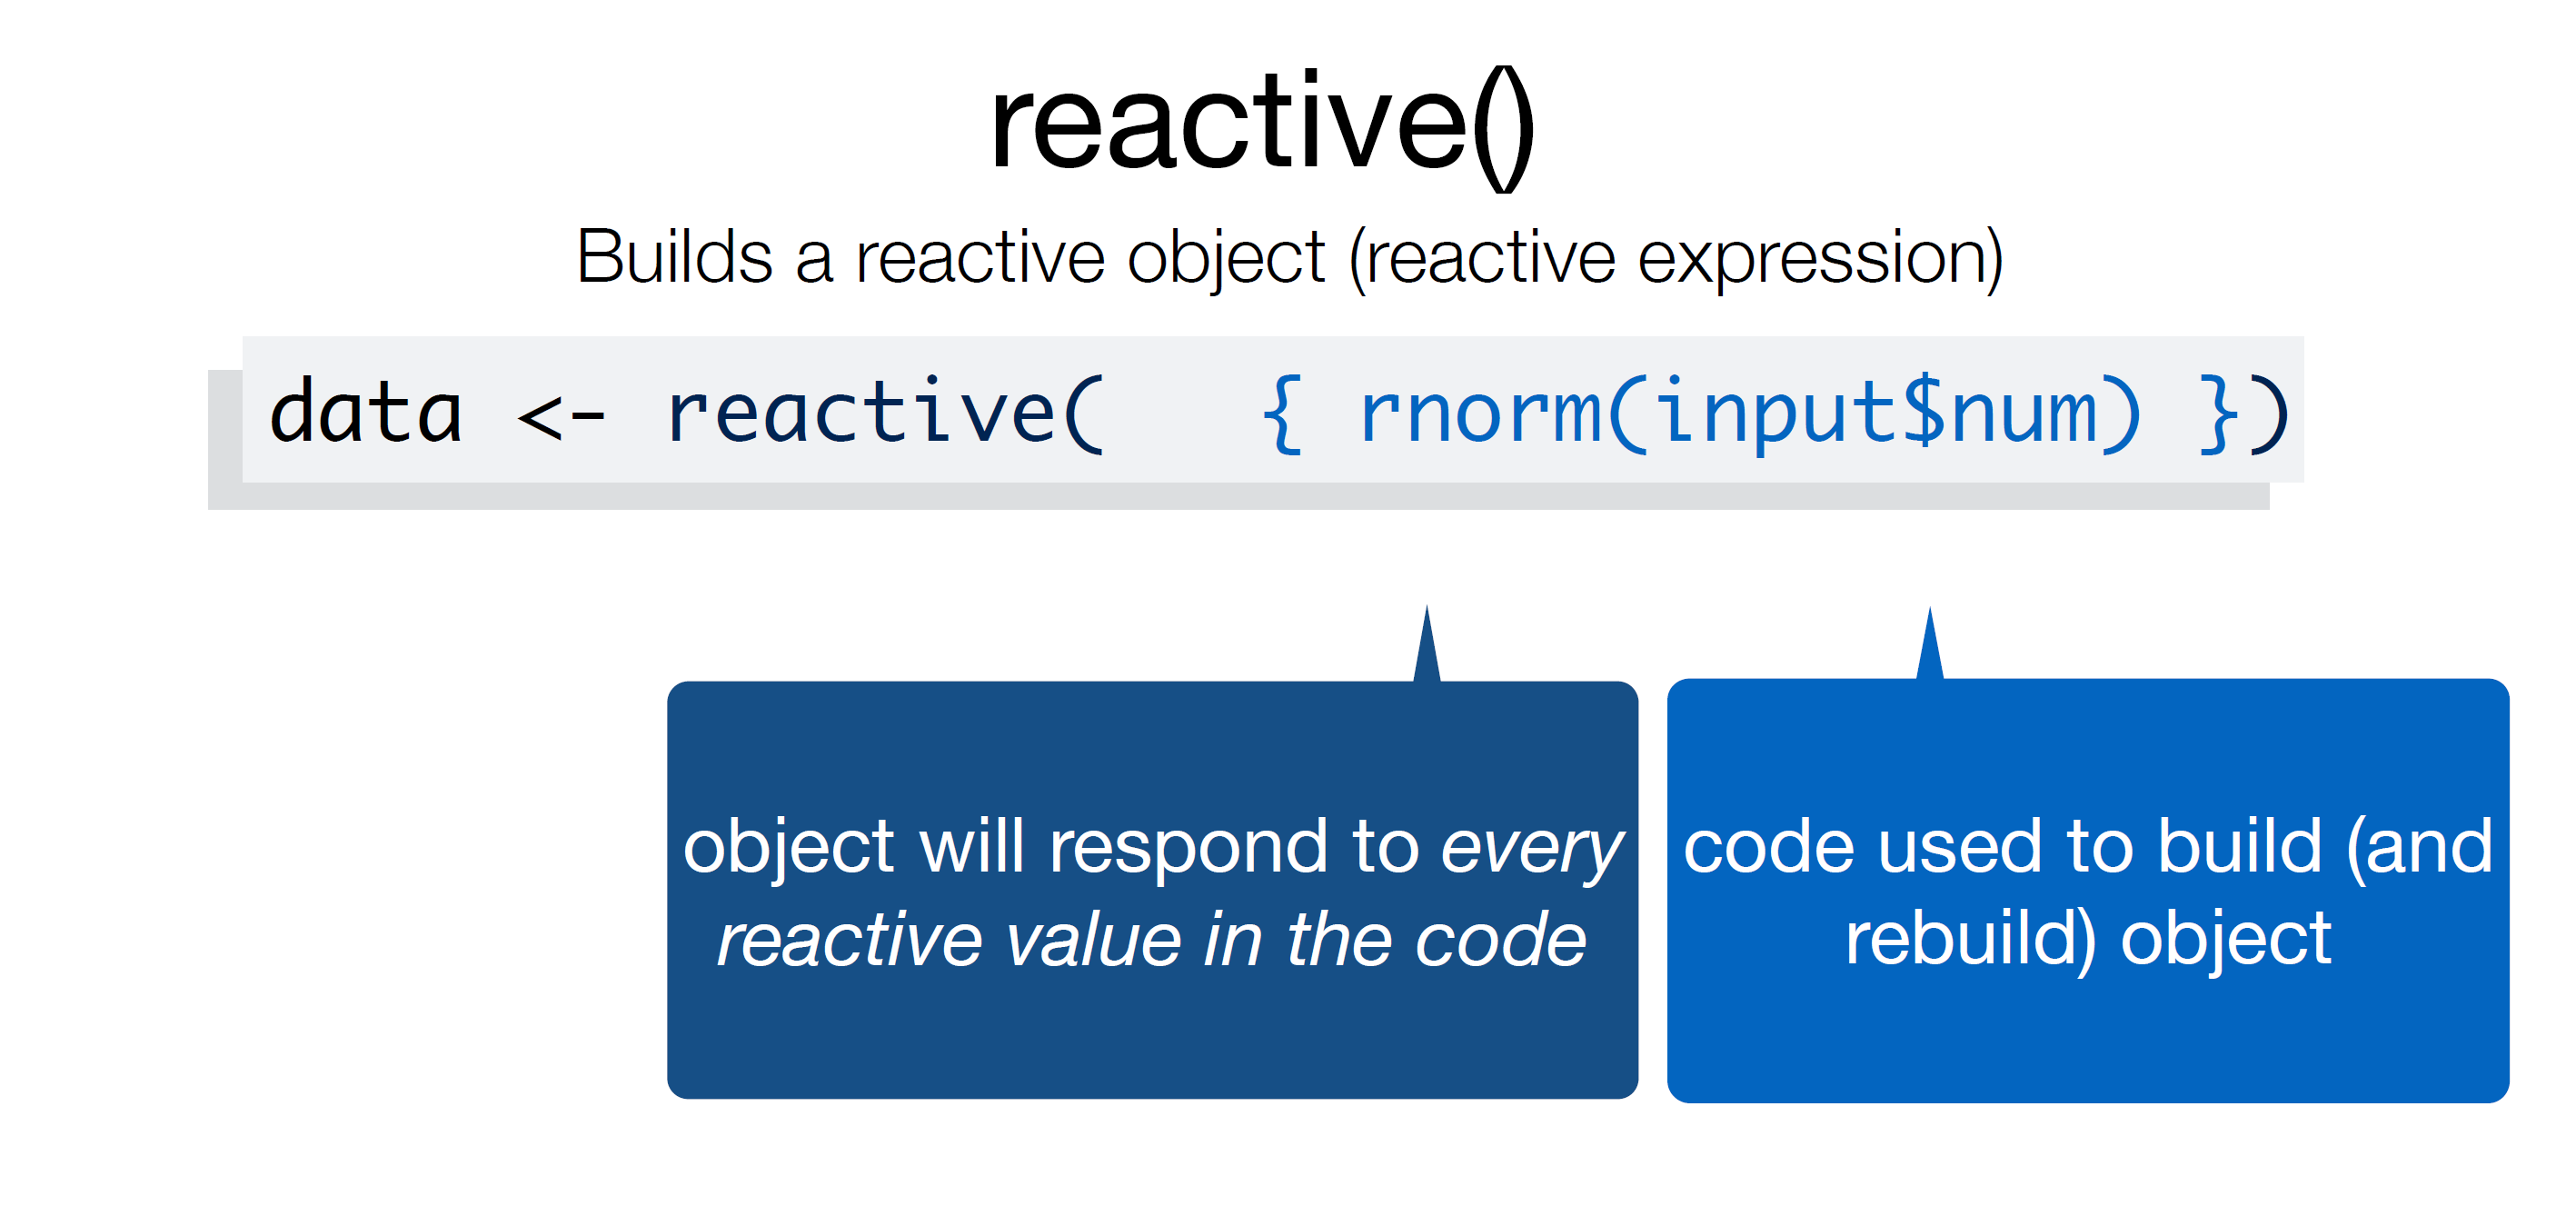 reactive()
Builds a reactive object (reactive expression)
data <- reactive(   { rnorm(input$num) })
object will respond to every
reactive value in the code
code used to build (and
rebuild) object